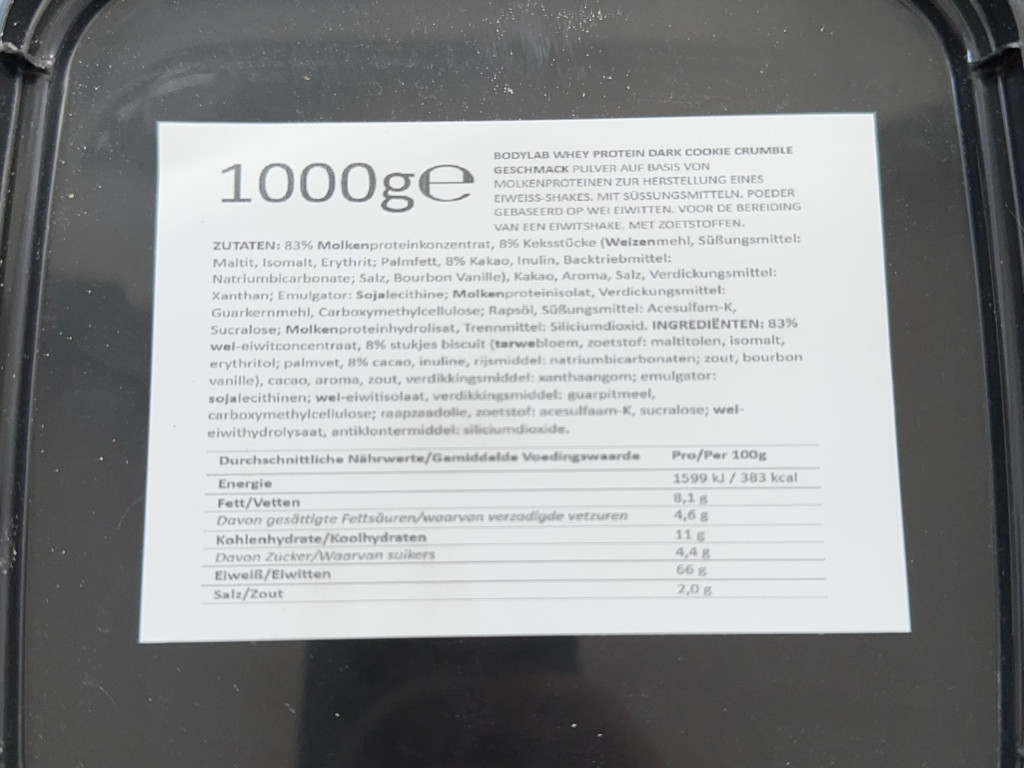 1000g℮
BODYLAB WHEY PROTEIN DARK COOKIE CRUMBLE
GESCHMACK PULVER AUF BASIS VON
MOLKENPROTEINEN ZUR HERSTELLUNG EINES
EIWEISS-SHAKES. MIT SÜSSUNGSMITTELN. POEDER
GEBASEERD OP WEI EIWITTEN. VOOR DE BEREIDING
VAN EEN EIWITSHAKE. MET ZOETSTOFFEN.
ZUTATEN: 83% Molkenproteinkonzentrat, 8% Keksstücke (Weizenmehl, Süßungsmittel:
Maltit, Isomalt, Erythrit; Palmfett, 8% Kakao, Inulin, Backtriebmittel:
Natriumbicarbonate; Salz, Bourbon Vanille), Kakao, Aroma, Salz, Verdickungsmittel:
Xanthan; Emulgator: Sojalecithine; Molkenproteinisolat, Verdickungsmittel:
Guarkernmehl, Carboxymethylcellulose; Rapsöl, Süßungsmittel: Acesulfam-K,
Sucralose; Molkenproteinhydrolisat, Trennmittel: Siliciumdioxid. INGREDIËNTEN: 83%
wei-eiwitconcentraat, 8% stukjes biscuit (tarwebloem, zoetstof: maltitolen, isomalt,
erythritol; palmvet, 8% cacao, inuline, rijsmiddel: natriumbicarbonaten; zout, bourbon
vanille), cacao, aroma, zout, verdikkingsmiddel: xanthaangom; emulgator:
sojalecithinen; wei-eiwitisolaat, verdikkingsmiddel: guarpitmeel,
carboxymethylcellulose; raapzaadolie, zoetstof: acesulfaam-K, sucralose; wei-
eiwithydrolysaat, antiklontermiddel: siliciumdioxide.
Durchschnittliche Nährwerte/Gemiddelde Voedingswaarde Pro/Per 100g
Energie 1599 kJ / 383 kcal
Fett/Vetten 8,1 g
Davon gesättigte Fettsäuren/waarvan verzadigde vetzuren 4,6 g
Kohlenhydrate/Koolhydraten 11 g
Davon Zucker/Waarvan suikers 4,4 g
Eiweiß/Eiwitten 66 g
Salz/Zout 2,0 g